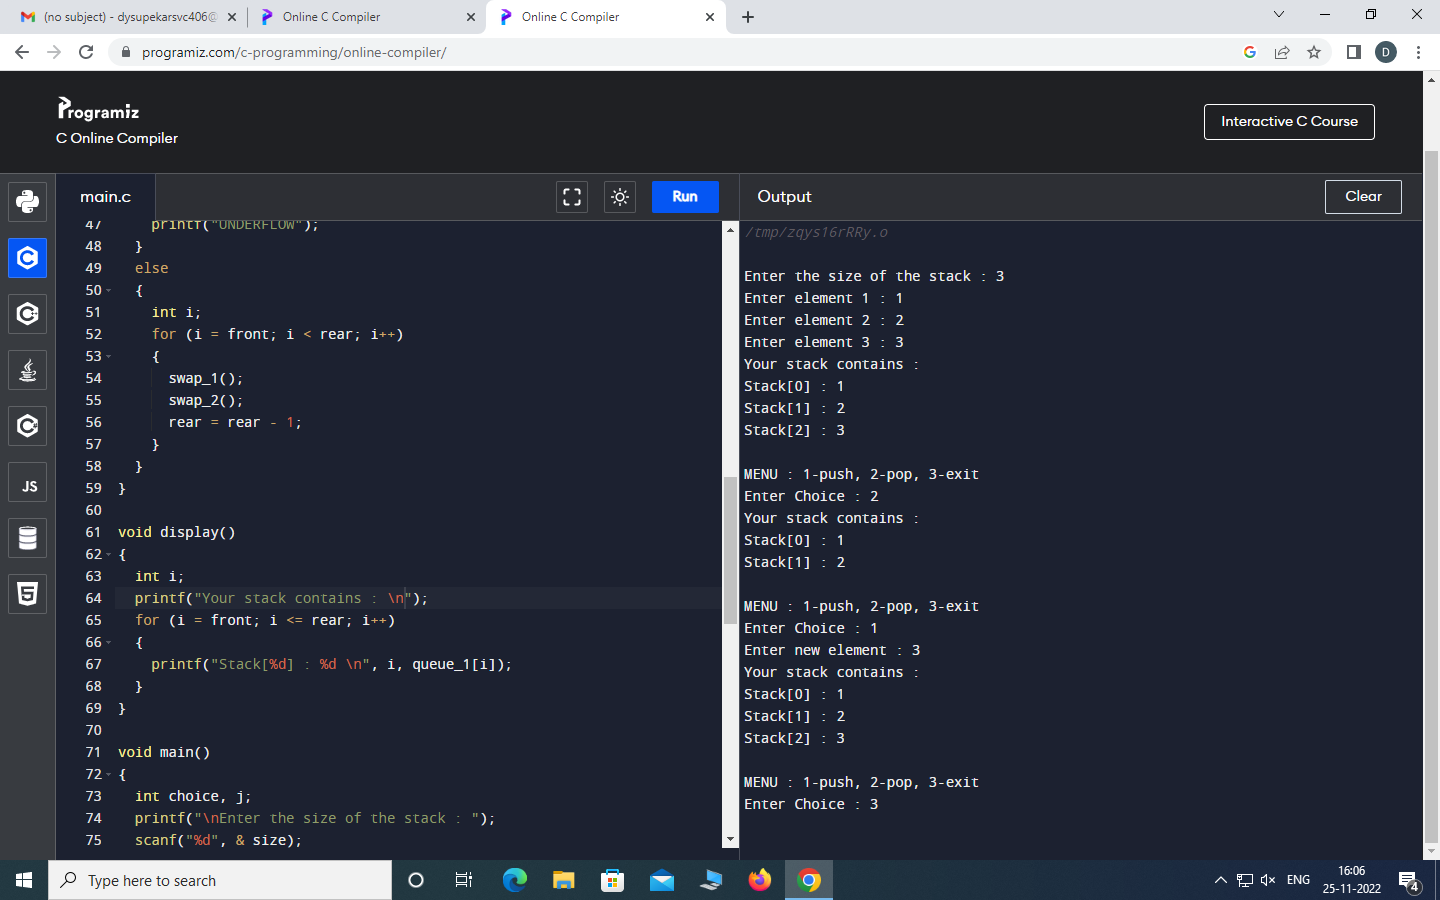 (no subject) - dysupekarsvc406@
Online C Compiler
Online C Compiler
programiz.com/c-programming/online-compiler/
D
Programiz
C Online Compiler
Interactive C Course
main.c
Run
Output
Clear
47 printf("UNDERFLOW");
48 }
49 else
50 {
51 int i;
52 for (i = front; i < rear; i++)
53 {
54 swap_1();
55 swap_2();
56 rear = rear - 1;
57 }
58 }
59 }
60
61 void display()
62 {
63 int i;
64 printf("Your stack contains : \n");
65 for (i = front; i <= rear; i++)
66 {
67 printf("Stack[%d] : %d \n", i, queue_1[i]);
68 }
69 }
70
71 void main()
72 {
73 int choice, j;
74 printf("\nEnter the size of the stack : ");
75 scanf("%d", & size);
JS
/tmp/zqys16rRRy.o
Enter the size of the stack : 3
Enter element 1 : 1
Enter element 2 : 2
Enter element 3 : 3
Your stack contains :
Stack[0] : 1
Stack[1] : 2
Stack[2] : 3
MENU : 1-push, 2-pop, 3-exit
Enter Choice : 2
Your stack contains :
Stack[0] : 1
Stack[1] : 2
MENU : 1-push, 2-pop, 3-exit
Enter Choice : 1
Enter new element : 3
Your stack contains :
Stack[0] : 1
Stack[1] : 2
Stack[2] : 3
MENU : 1-push, 2-pop, 3-exit
Enter Choice : 3
Type here to search
ENG
16:06
25-11-2022
4